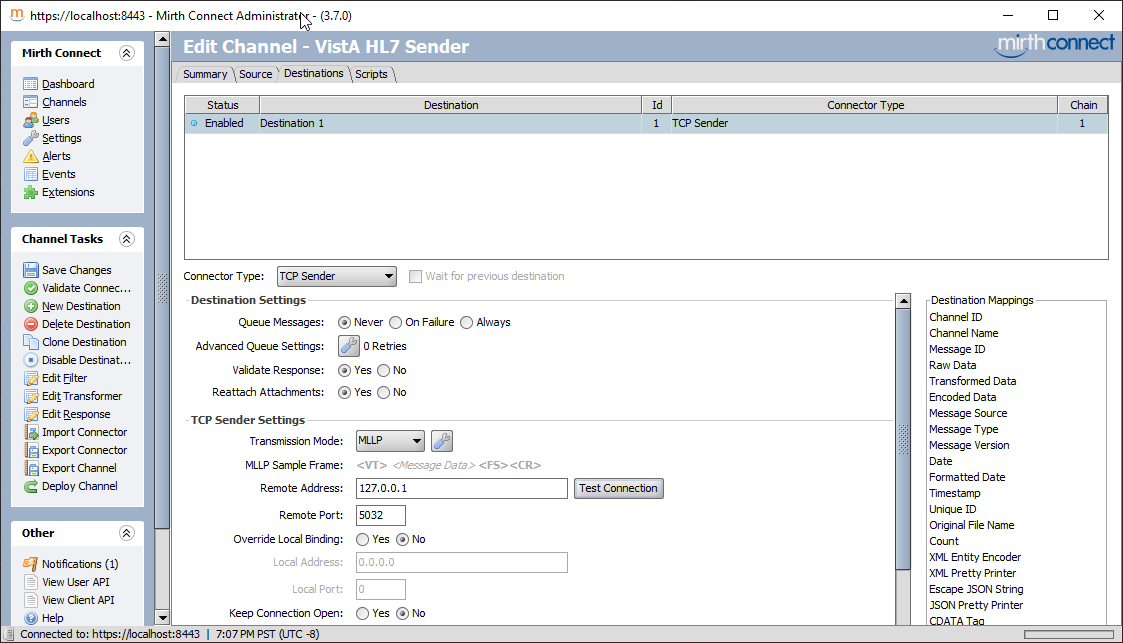 https://localhost:8443 - Mirth Connect Administrator - (3.7.0)
Mirth Connect
Dashboard
Channels
Users
Settings
Alerts
Events
Extensions
Channel Tasks
Save Changes
Validate Connec...
New Destination
Delete Destination
Clone Destination
Disable Destinat...
Edit Filter
Edit Transformer
Edit Response
Import Connector
Export Connector
Export Channel
Deploy Channel
Other
Notifications (1)
View User API
View Client API
Help
Edit Channel - VistA HL7 Sender
mirth connect
Summary Source Destinations Scripts
Status Destination Id Connector Type Chain
Enabled Destination 1 1 TCP Sender 1
Connector Type: TCP Sender Wait for previous destination
Destination Settings
Queue Messages: Never On Failure Always
Advanced Queue Settings: 0 Retries
Validate Response: Yes No
Reattach Attachments: Yes No
TCP Sender Settings
Transmission Mode: MLLP
MLLP Sample Frame: <VT> <Message Data> <FS><CR>
Remote Address: 127.0.0.1 Test Connection
Remote Port: 5032
Override Local Binding: Yes No
Local Address: 0.0.0.0
Local Port: 0
Keep Connection Open: Yes No
Destination Mappings
Channel ID
Channel Name
Message ID
Raw Data
Transformed Data
Encoded Data
Message Source
Message Type
Message Version
Date
Formatted Date
Timestamp
Unique ID
Original File Name
Count
XML Entity Encoder
XML Pretty Printer
Escape JSON String
JSON Pretty Printer
CDATA Tag
Connected to: https://localhost:8443 | 7:07 PM PST (UTC -8)